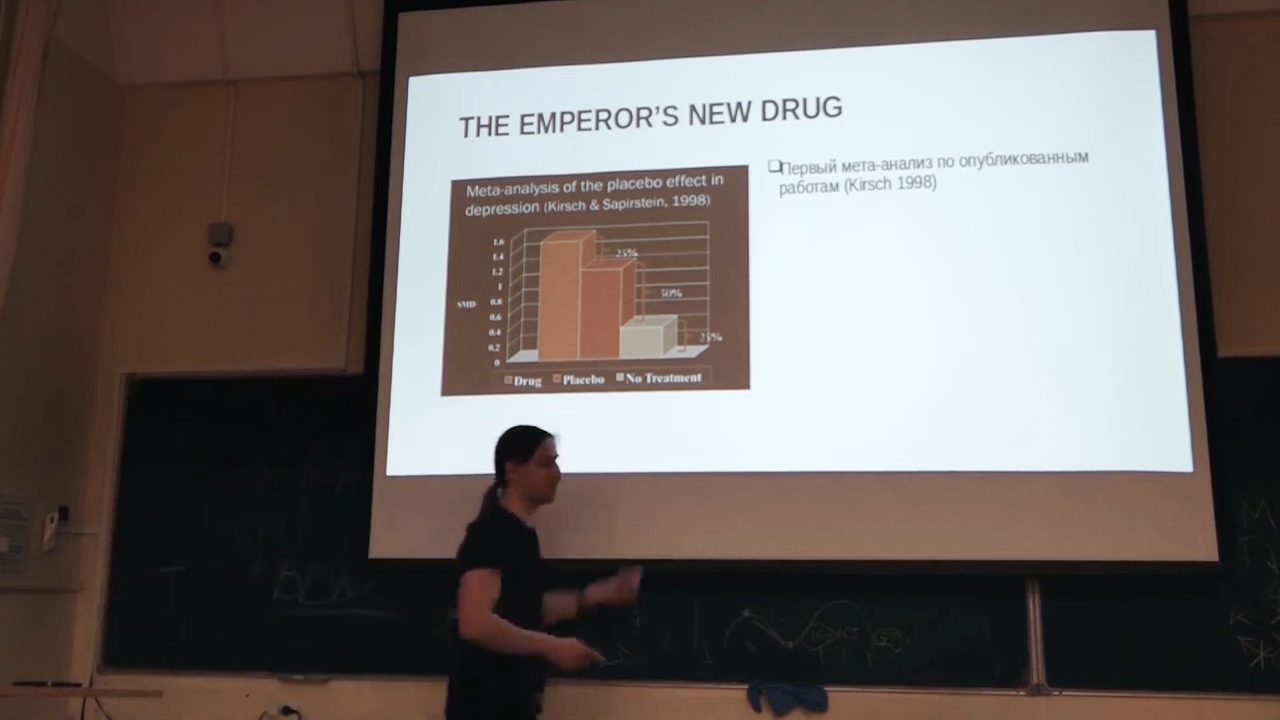 THE EMPEROR'S NEW DRUG
Meta-analysis of the placebo effect in
depression (Kirsch & Sapirstein, 1998)
1.6
1.4
1.2
1
0.8
0.6
0.4
0.2
0
SMD
25%
50%
25%
Drug Placebo No Treatment
❑Первый мета-анализ по опубликованным
работам (Kirsch 1998)